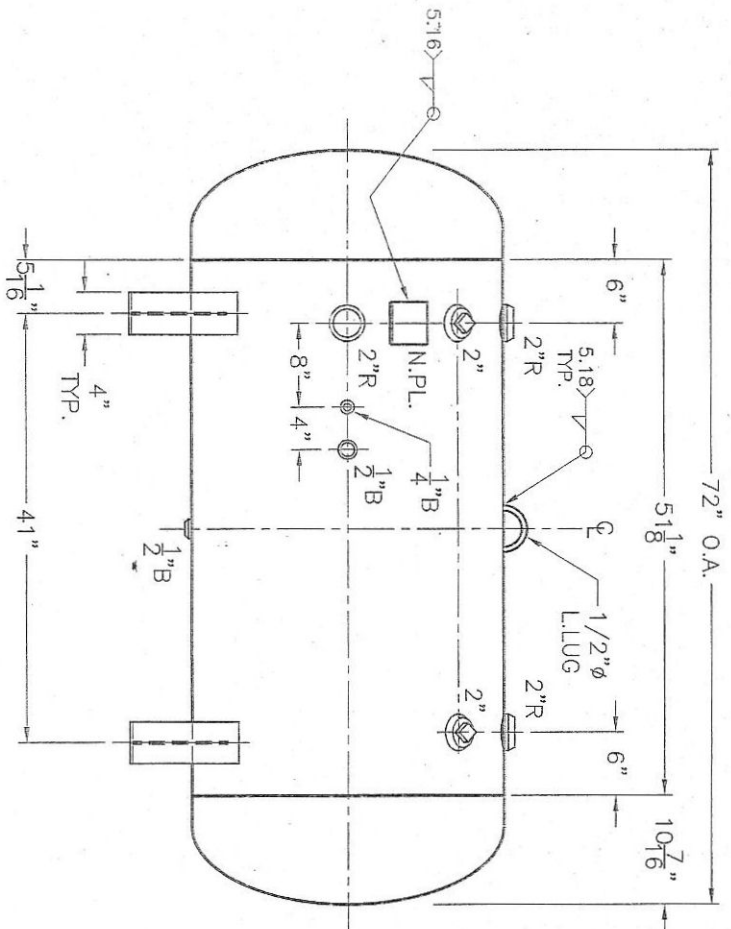 72" O.A.
51 1/8"
10 7/16"
6"
6"
2"R
2"R
5.18
TYP.
℄
1/2"ø
L.LUG
2"
2"
N.PL.
5.16
2"R
8"
4"
1/4"B
1/2"B
1/2"B
4"
TYP.
5 1/16"
41"